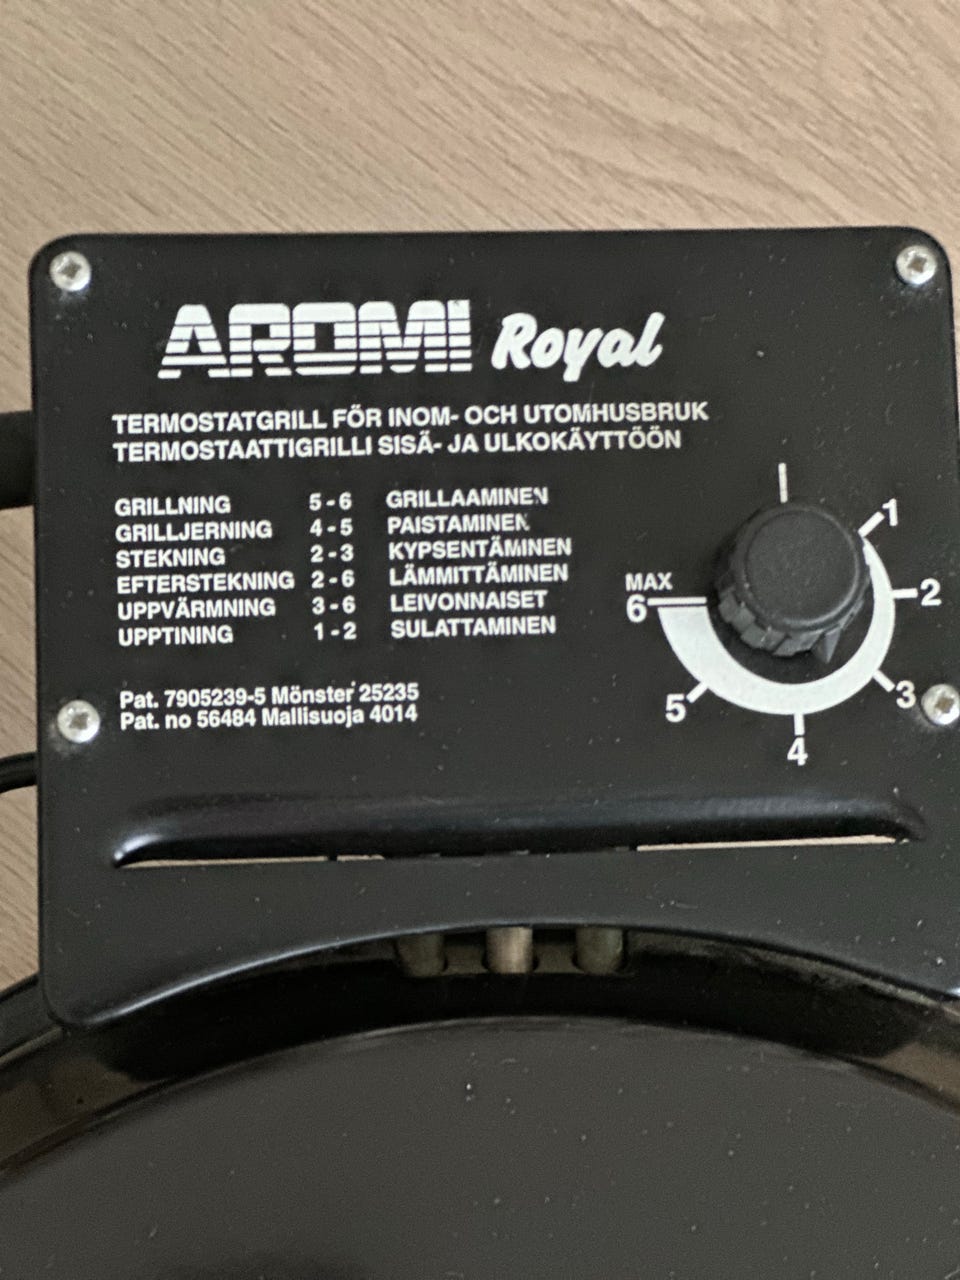 AROMI Royal
TERMOSTATGRILL FÖR INOM- OCH UTOMHUSBRUK
TERMOSTAATTIGRILLI SISÄ- JA ULKOKÄYTTÖÖN
GRILLNING 5-6 GRILLAAMINEN
GRILLJERNING 4-5 PAISTAMINEN
STEKNING 2-3 KYPSENTÄMINEN
EFTERSTEKNING 2-6 LÄMMITTÄMINEN
UPPVÄRMNING 3-6 LEIVONNAISET
UPPTINING 1-2 SULATTAMINEN
Pat. 7905239-5 Mönster 25235
Pat. no 56484 Mallisuoja 4014
1
2
3
4
5
MAX
6